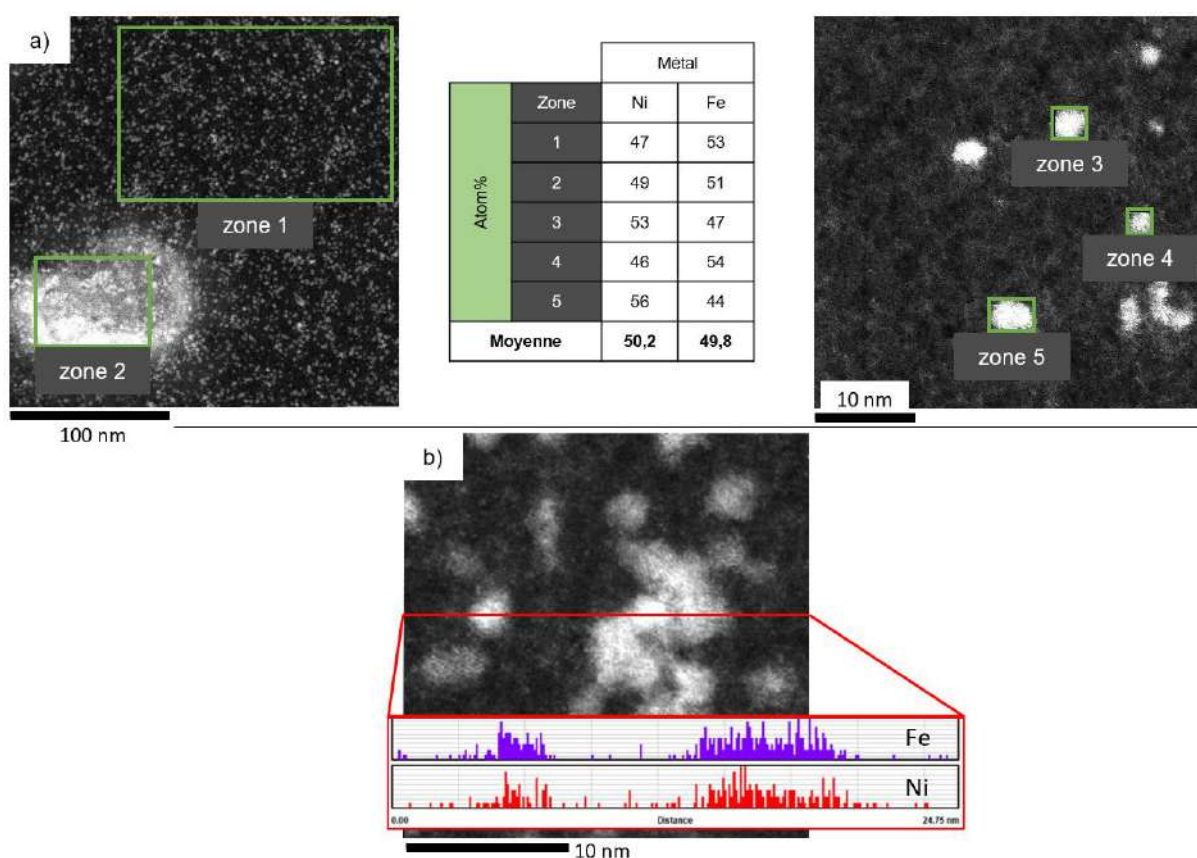 a)
zone 1
zone 2
100 nm
Métal
Atom%
Zone Ni Fe
1 47 53
2 49 51
3 53 47
4 46 54
5 56 44
Moyenne 50,2 49,8
zone 3
zone 4
zone 5
10 nm
b)
Fe
Ni
0.00 Distance 24.75 nm
10 nm